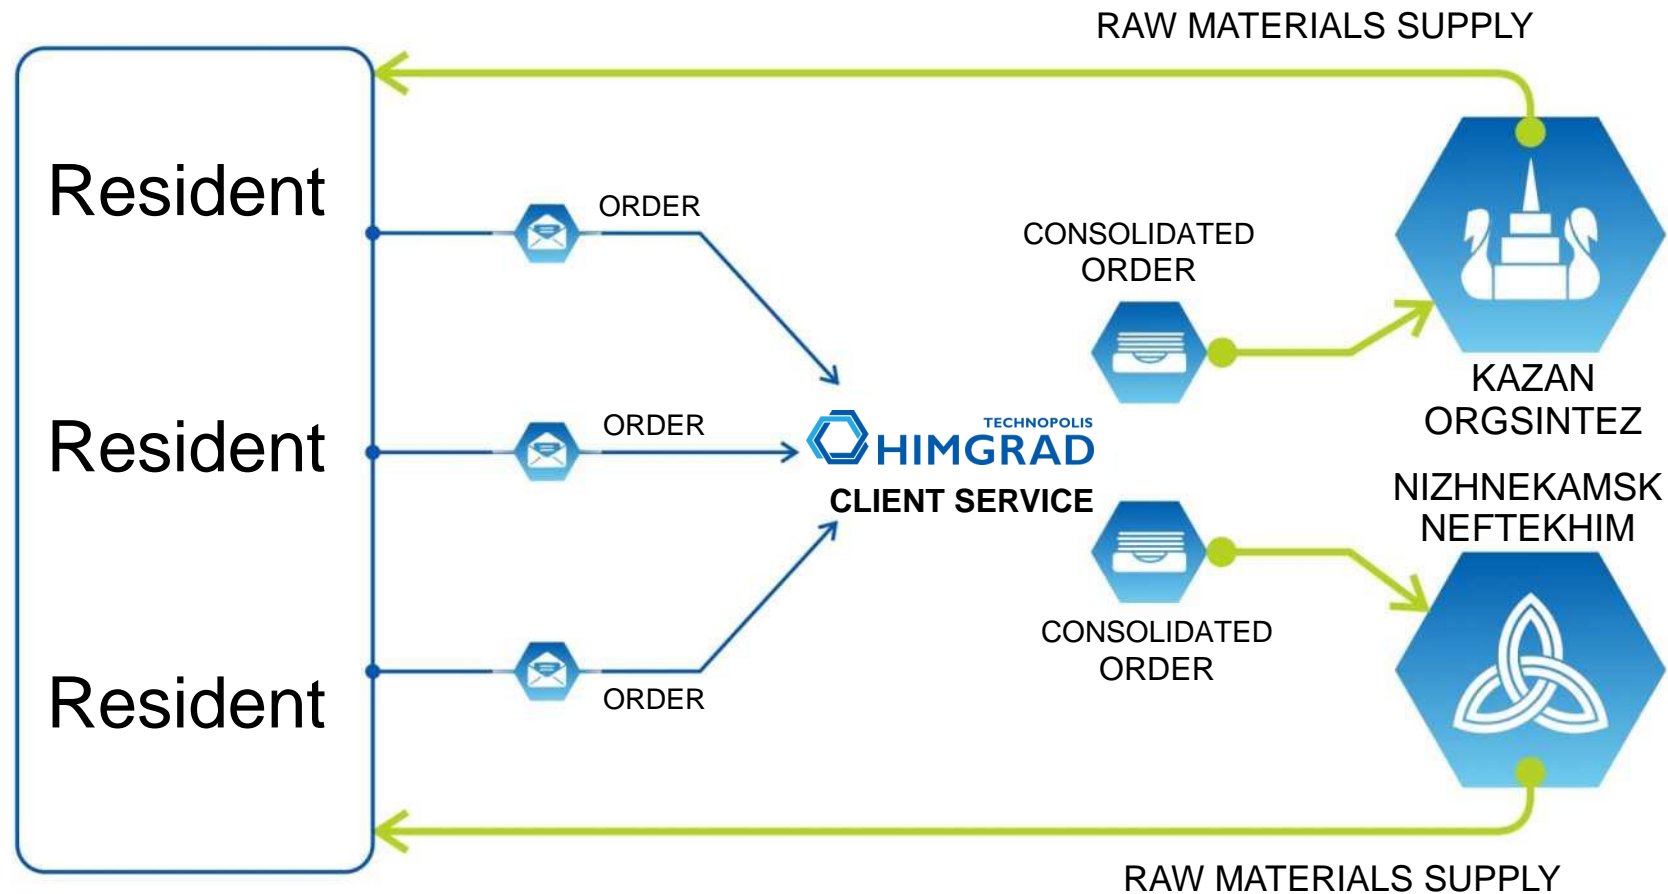 RAW MATERIALS SUPPLY
Resident
ORDER
CONSOLIDATED
ORDER
KAZAN
ORGSINTEZ
Resident
ORDER
TECHNOPOLIS
HIMGRAD
CLIENT SERVICE
NIZHNEKAMSK
NEFTEKHIM
CONSOLIDATED
ORDER
Resident
ORDER
RAW MATERIALS SUPPLY